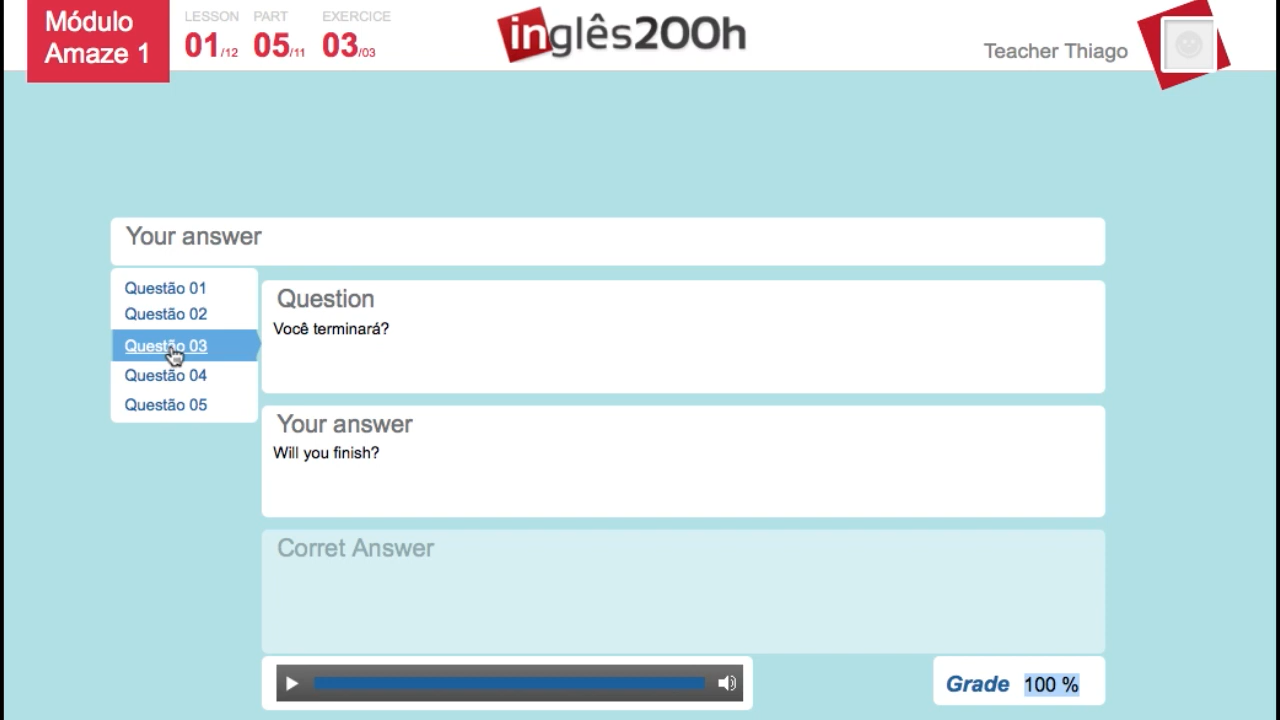 Módulo
Amaze 1
LESSON PART EXERCICE
01/12 05/11 03/03
inglês200h
Teacher Thiago
Your answer
Questão 01
Questão 02
Questão 03
Questão 04
Questão 05
Question
Você terminará?
Your answer
Will you finish?
Corret Answer
Grade 100 %